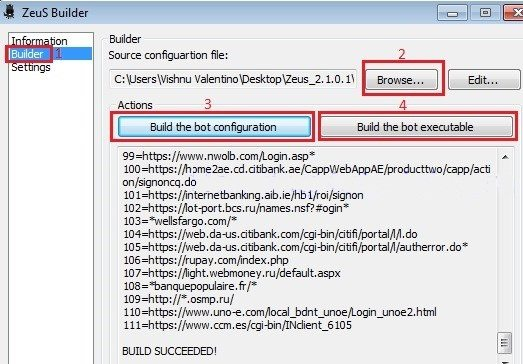 ZeuS Builder
Information
Builder
1
Settings
Builder
Source configuartion file:
2
C:\Users\Vishnu Valentino\Desktop\Zeus_2.1.0.1\
Browse...
Edit...
Actions
3
4
Build the bot configuration
Build the bot executable
99=https://www.nwolb.com/Login.asp*
100=https://home2ae.cd.citibank.ae/CappWebAppAE/producttwo/capp/acti
on/signoncq.do
101=https://internetbanking.aib.ie/hb1/roi/signon
102=https://lot-port.bcs.ru/names.nsf?#ogin*
103=*wellsfargo.com/*
104=https://web.da-us.citibank.com/cgi-bin/citifi/portal/l/l.do
105=https://web.da-us.citibank.com/cgi-bin/citifi/portal/l/autherror.do*
106=https://rupay.com/index.php
107=https://light.webmoney.ru/default.aspx
108=*banquepopulaire.fr/*
109=http://*.osmp.ru/
110=https://www.uno-e.com/local_bdnt_unoe/Login_unoe2.html
111=https://www.ccm.es/cgi-bin/INclient_6105
BUILD SUCCEEDED!